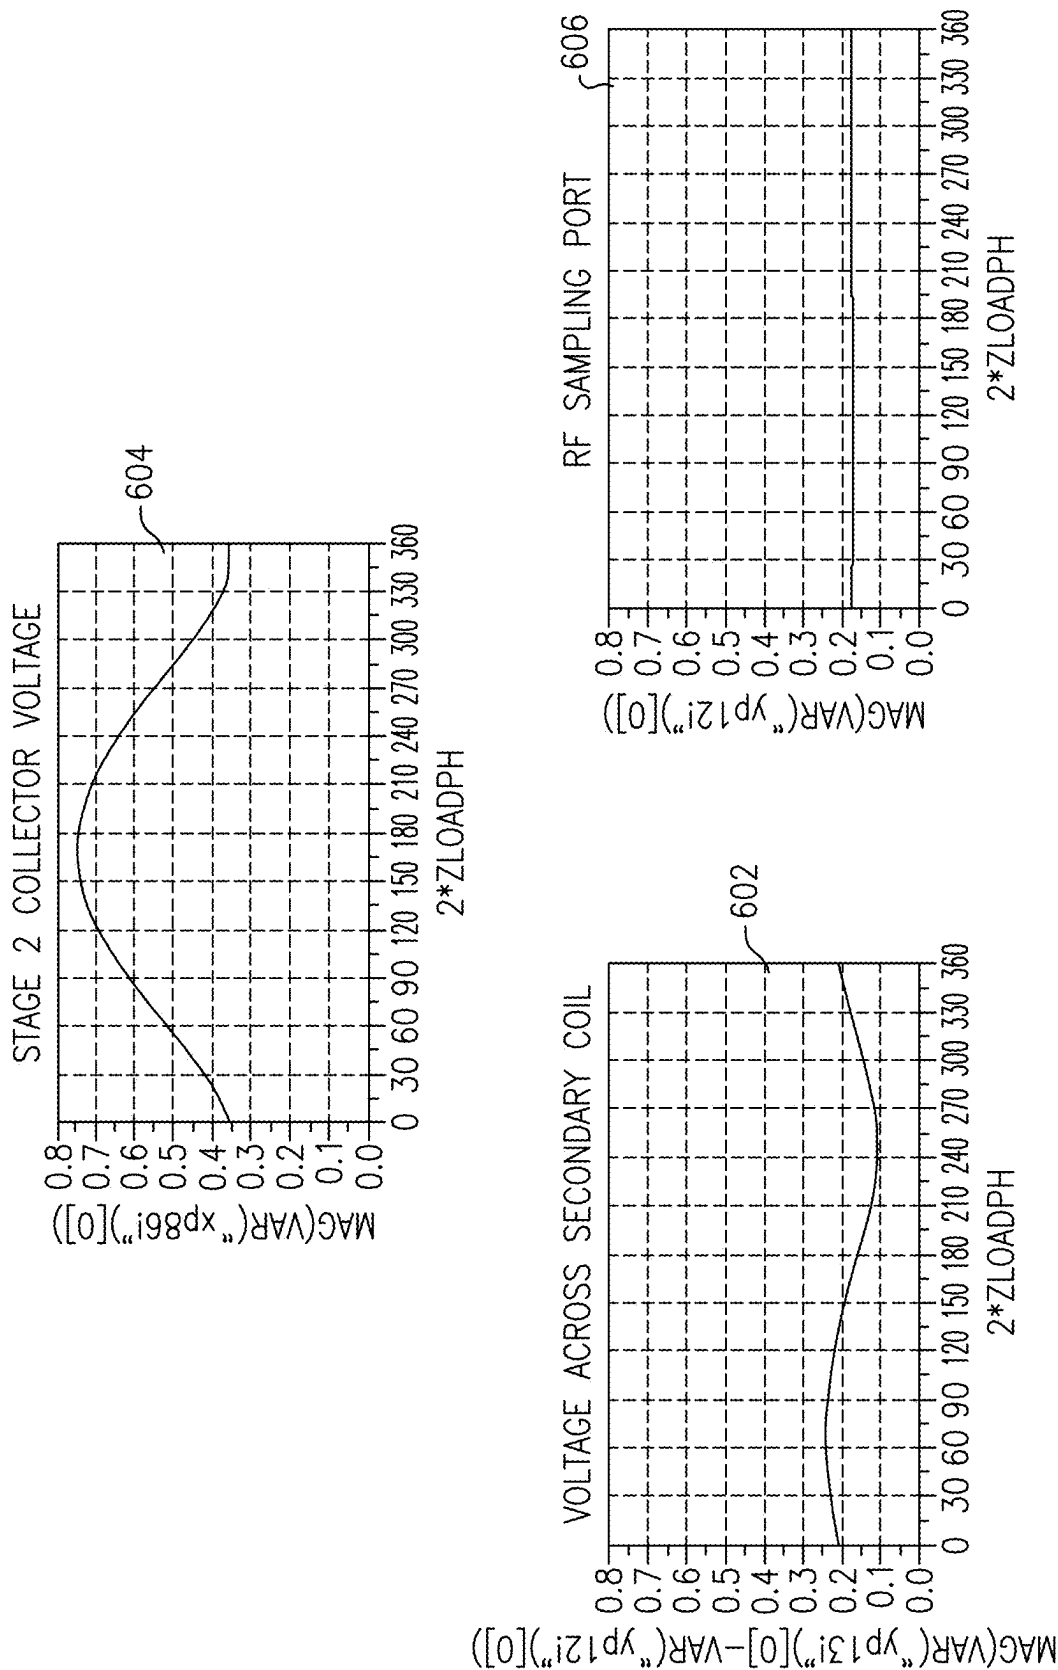 STAGE 2 COLLECTOR VOLTAGE
MAG(VAR("xp86!")[0])
0.8
0.7
0.6
0.5
0.4
0.3
0.2
0.1
0.0
0 30 60 90 120 150 180 210 240 270 300 330 360
2*ZLOADPH
604
VOLTAGE ACROSS SECONDARY COIL
MAG(VAR("yp13!")[0]-VAR("yp12!")[0])
0.8
0.7
0.6
0.5
0.4
0.3
0.2
0.1
0.0
0 30 60 90 120 150 180 210 240 270 300 330 360
2*ZLOADPH
602
RF SAMPLING PORT
MAG(VAR("yp12!")[0])
0.8
0.7
0.6
0.5
0.4
0.3
0.2
0.1
0.0
0 30 60 90 120 150 180 210 240 270 300 330 360
2*ZLOADPH
606